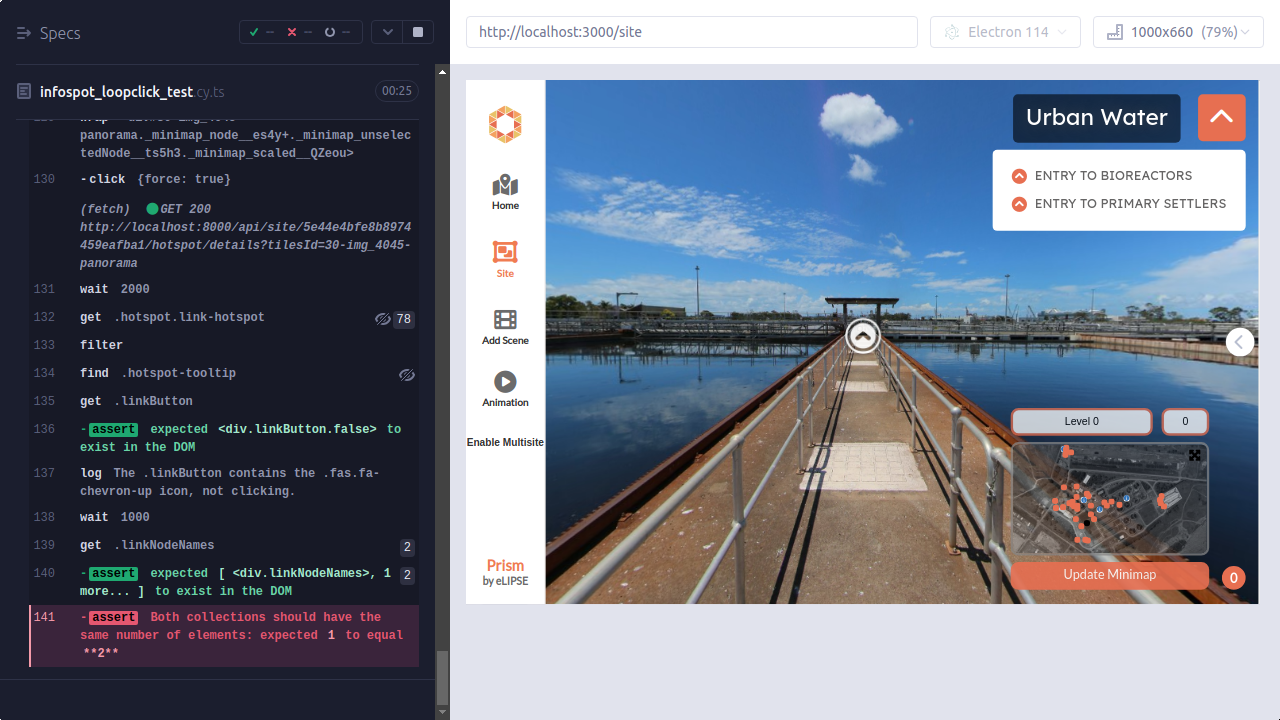 Specs
infospot_loopclick_test.cy.ts
00:25
panorama._minimap_node__es4y+._minimap_unselec
tedNode__ts5h3._minimap_scaled__QZeou>
130 -click {force: true}
(fetch) GET 200
http://localhost:8000/api/site/5e44e4bfe8b8974
459eafba1/hotspot/details?tilesId=30-img_4045-
panorama
131 wait 2000
132 get .hotspot.link-hotspot 78
133 filter
134 find .hotspot-tooltip
135 get .linkButton
136 -assert expected <div.linkButton.false> to
exist in the DOM
137 log The .linkButton contains the .fas.fa-
chevron-up icon, not clicking.
138 wait 1000
139 get .linkNodeNames 2
140 -assert expected [ <div.linkNodeNames>, 1 2
more... ] to exist in the DOM
141 -assert Both collections should have the
same number of elements: expected 1 to equal
**2**
http://localhost:3000/site
Electron 114
1000x660 (79%)
Home
Site
Add Scene
Animation
Enable Multisite
Prism
by eLIPSE
Urban Water
ENTRY TO BIOREACTORS
ENTRY TO PRIMARY SETTLERS
Level 0
0
Update Minimap
0